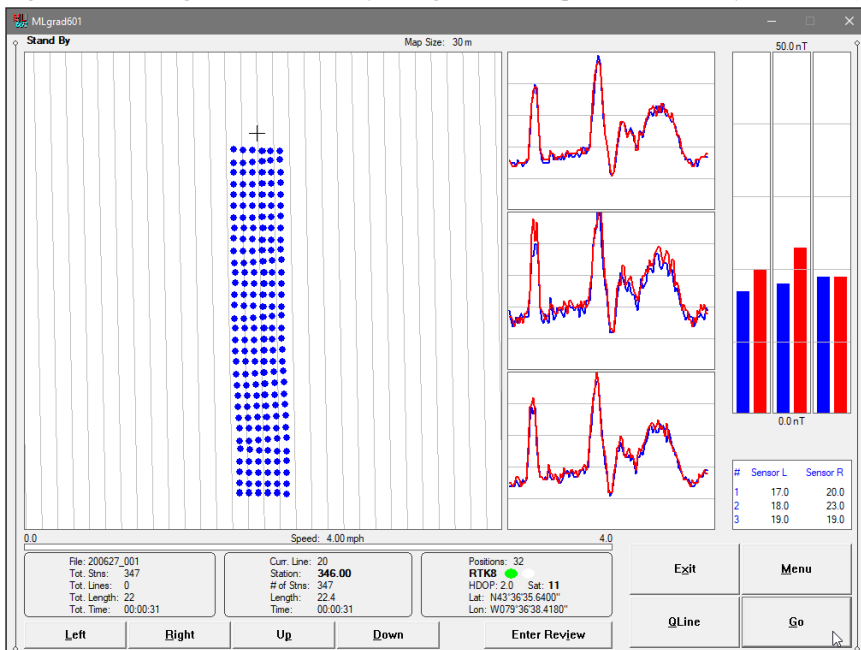 MLgrad601
Stand By
Map Size: 30 m
50.0 nT
0.0 nT
# Sensor L Sensor R
1 17.0 20.0
2 18.0 23.0
3 19.0 19.0
0.0 Speed: 4.00 mph 4.0
File: 200627_001
Tot. Stns: 347
Tot. Lines: 0
Tot. Length: 22
Tot. Time: 00:00:31
Curr. Line: 20
Station: 346.00
# of Stns: 347
Length: 22.4
Time: 00:00:31
Positions: 32
RTK8
HDOP: 2.0 Sat: 11
Lat: N43°36'35.6400"
Lon: W079°36'38.4180"
Exit
Menu
QLine
Go
Left
Right
Up
Down
Enter Review